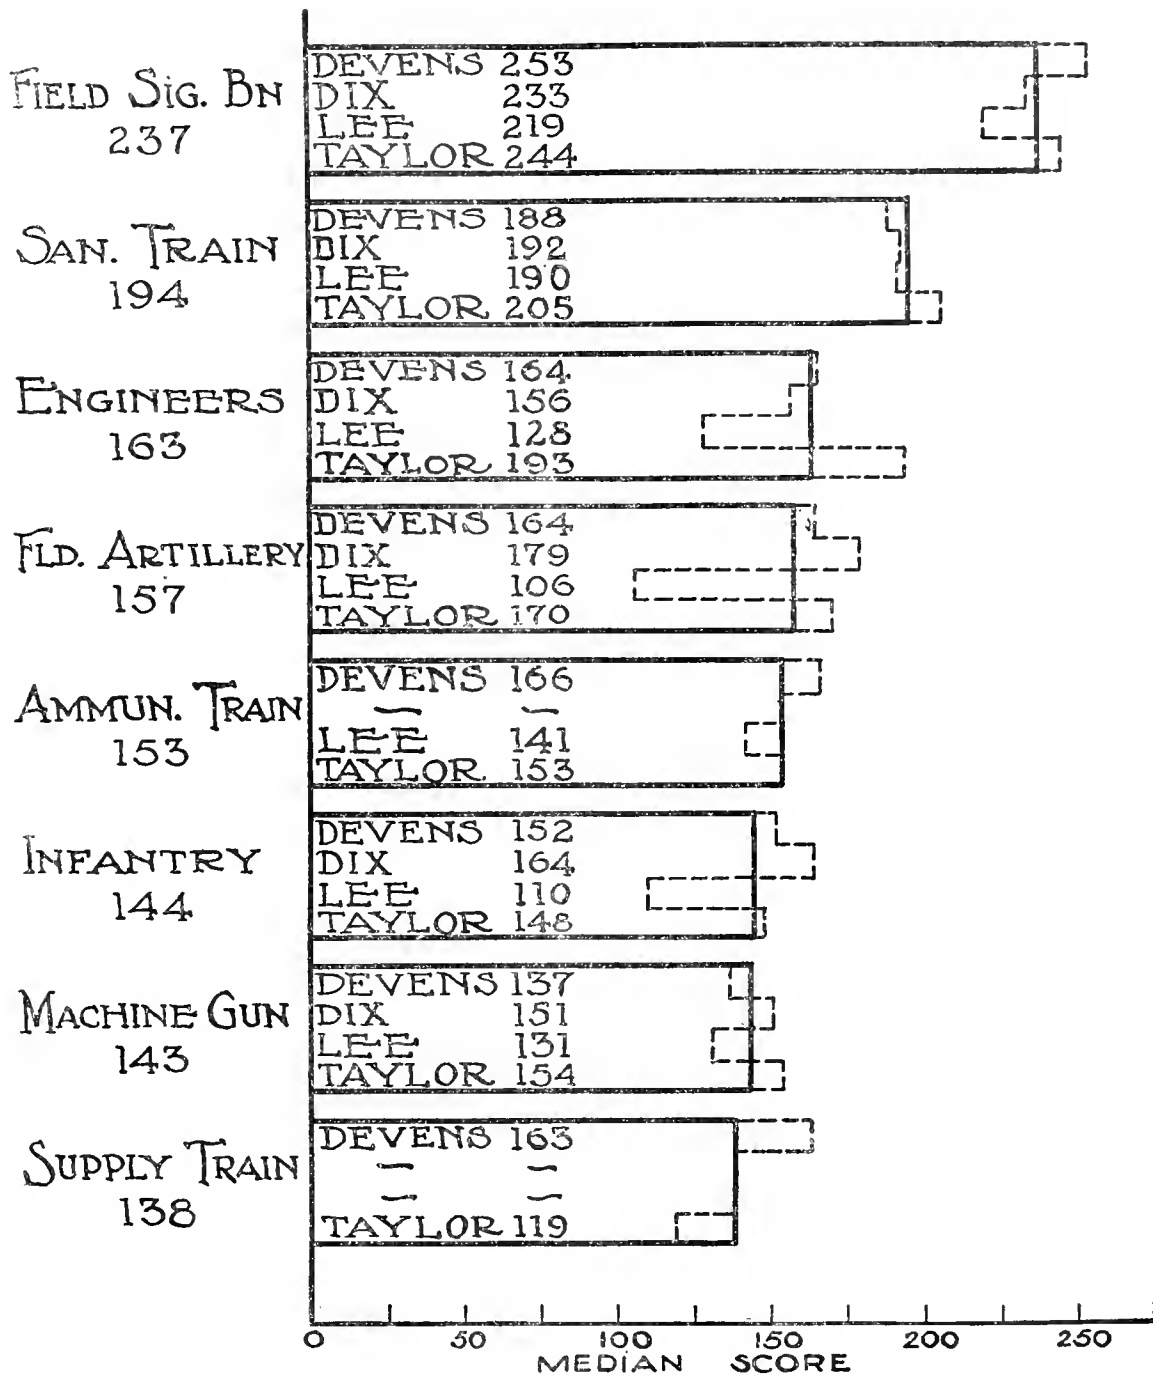 FIELD SIG. BN
237
DEVENS 253
DIX 233
LEE 219
TAYLOR 244
SAN. TRAIN
194
DEVENS 188
DIX 192
LEE 190
TAYLOR 205
ENGINEERS
163
DEVENS 164
DIX 156
LEE 128
TAYLOR 193
FLD. ARTILLERY
157
DEVENS 164
DIX 179
LEE 106
TAYLOR 170
AMMUN. TRAIN
153
DEVENS 166
— —
LEE 141
TAYLOR 153
INFANTRY
144
DEVENS 152
DIX 164
LEE 110
TAYLOR 148
MACHINE GUN
143
DEVENS 137
DIX 151
LEE 131
TAYLOR 154
SUPPLY TRAIN
138
DEVENS 163
— —
— —
TAYLOR 119
0 50 100 150 200 250
MEDIAN SCORE